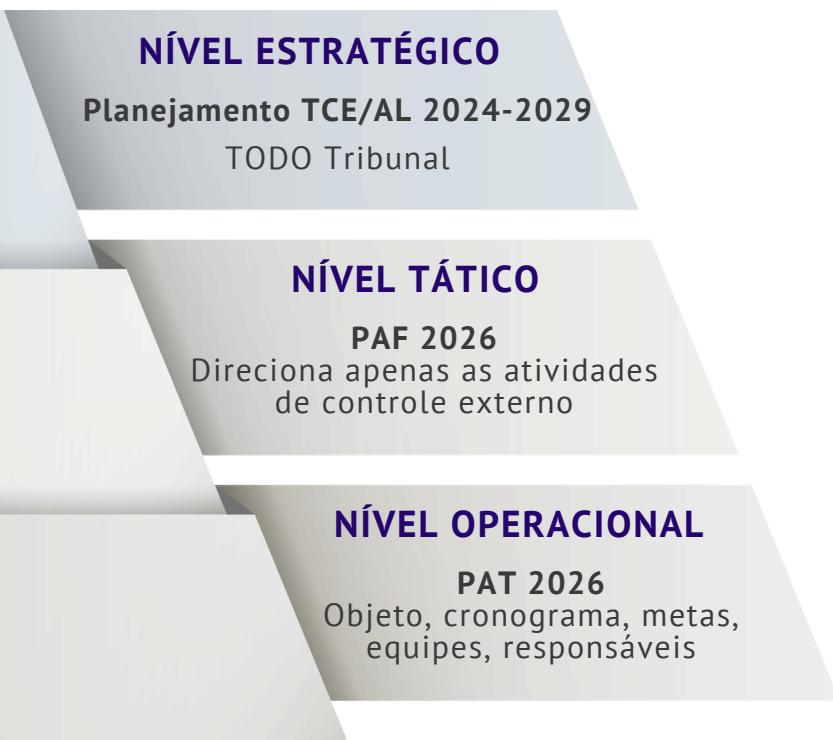 NÍVEL ESTRATÉGICO
Planejamento TCE/AL 2024-2029
TODO Tribunal
NÍVEL TÁTICO
PAF 2026
Direciona apenas as atividades
de controle externo
NÍVEL OPERACIONAL
PAT 2026
Objeto, cronograma, metas,
equipes, responsáveis